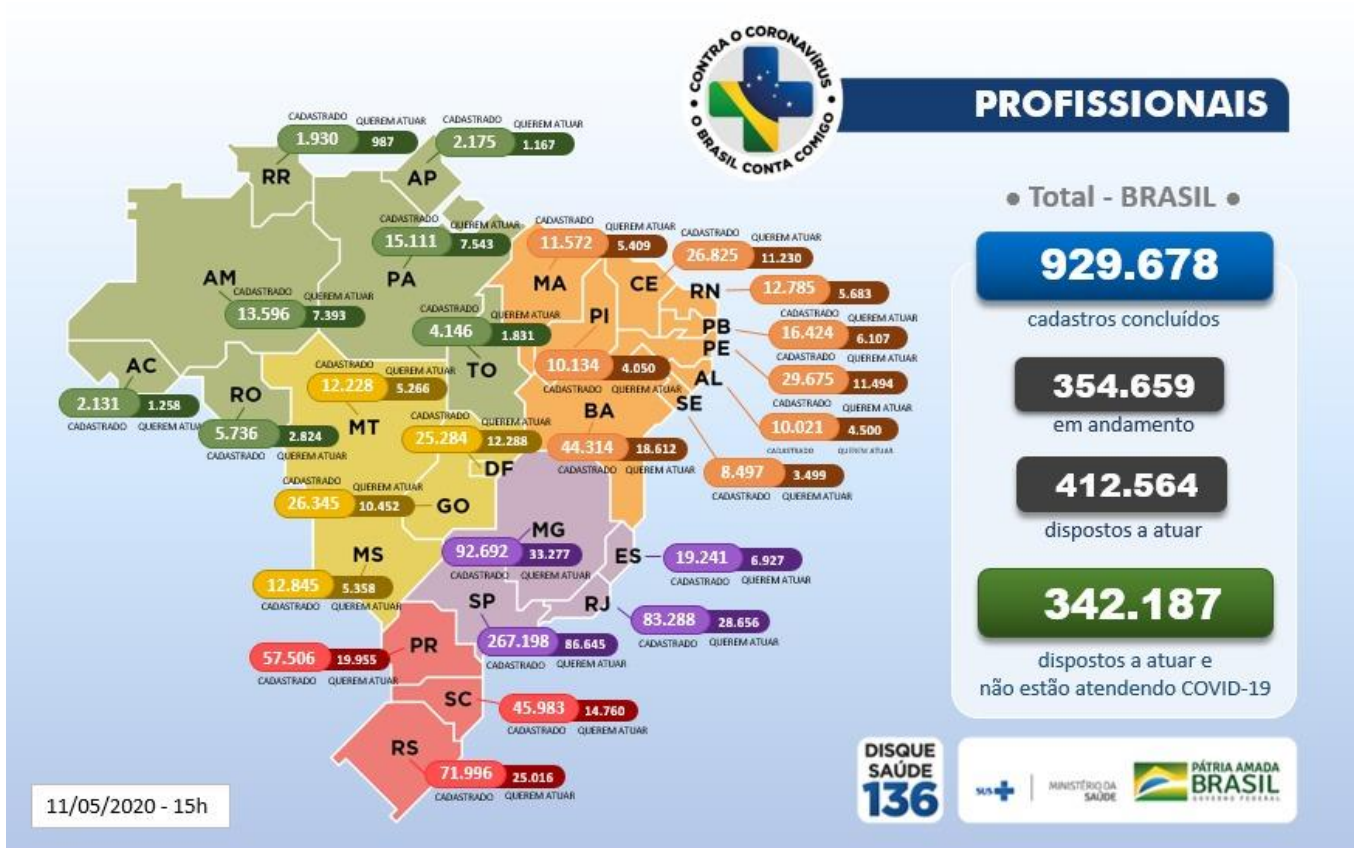 CONTRA O CORONAVÍRUS • O BRASIL CONTA COMIGO •
PROFISSIONAIS
• Total - BRASIL •
929.678
cadastros concluídos
354.659
em andamento
412.564
dispostos a atuar
342.187
dispostos a atuar e
não estão atendendo COVID-19
CADASTRADO QUEREM ATUAR
1.930 987
RR
CADASTRADO QUEREM ATUAR
2.175 1.167
AP
CADASTRADO QUEREM ATUAR
15.111 7.543
PA
CADASTRADO QUEREM ATUAR
11.572 5.409
MA
CADASTRADO QUEREM ATUAR
26.825 11.230
CE
RN
12.785 5.683
CADASTRADO QUEREM ATUAR
AM
CADASTRADO QUEREM ATUAR
13.596 7.393
CADASTRADO QUEREM ATUAR
4.146 1.831
TO
PI
10.134 4.050
CADASTRADO QUEREM ATUAR
PB
16.424 6.107
CADASTRADO QUEREM ATUAR
PE
29.675 11.494
CADASTRADO QUEREM ATUAR
AL
10.021 4.500
CADASTRADO QUEREM ATUAR
SE
8.497 3.499
CADASTRADO QUEREM ATUAR
AC
2.131 1.258
CADASTRADO QUEREM ATUAR
RO
5.736 2.824
CADASTRADO QUEREM ATUAR
CADASTRADO QUEREM ATUAR
12.228 5.266
MT
CADASTRADO QUEREM ATUAR
25.284 12.288
DF
BA
44.314 18.612
CADASTRADO QUEREM ATUAR
CADASTRADO QUEREM ATUAR
26.345 10.452
GO
MG
92.692 33.277
CADASTRADO QUEREM ATUAR
ES
19.241 6.927
CADASTRADO QUEREM ATUAR
MS
12.845 5.358
CADASTRADO QUEREM ATUAR
SP
267.198 86.645
CADASTRADO QUEREM ATUAR
RJ
83.288 28.656
CADASTRADO QUEREM ATUAR
PR
57.506 19.955
CADASTRADO QUEREM ATUAR
SC
45.983 14.760
CADASTRADO QUEREM ATUAR
RS
71.996 25.016
CADASTRADO QUEREM ATUAR
11/05/2020 - 15h
DISQUE
SAÚDE
136
SUS
MINISTÉRIO DA
SAÚDE
PÁTRIA AMADA
BRASIL
GOVERNO FEDERAL